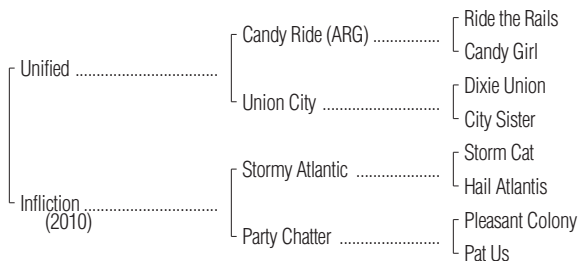 Ride the Rails
Candy Ride (ARG) ................
Candy Girl
Unified ..................................
Dixie Union
Union City ............................
City Sister
Storm Cat
Stormy Atlantic ....................
Hail Atlantis
Infliction ................................
(2010)
Pleasant Colony
Party Chatter ........................
Pat Us